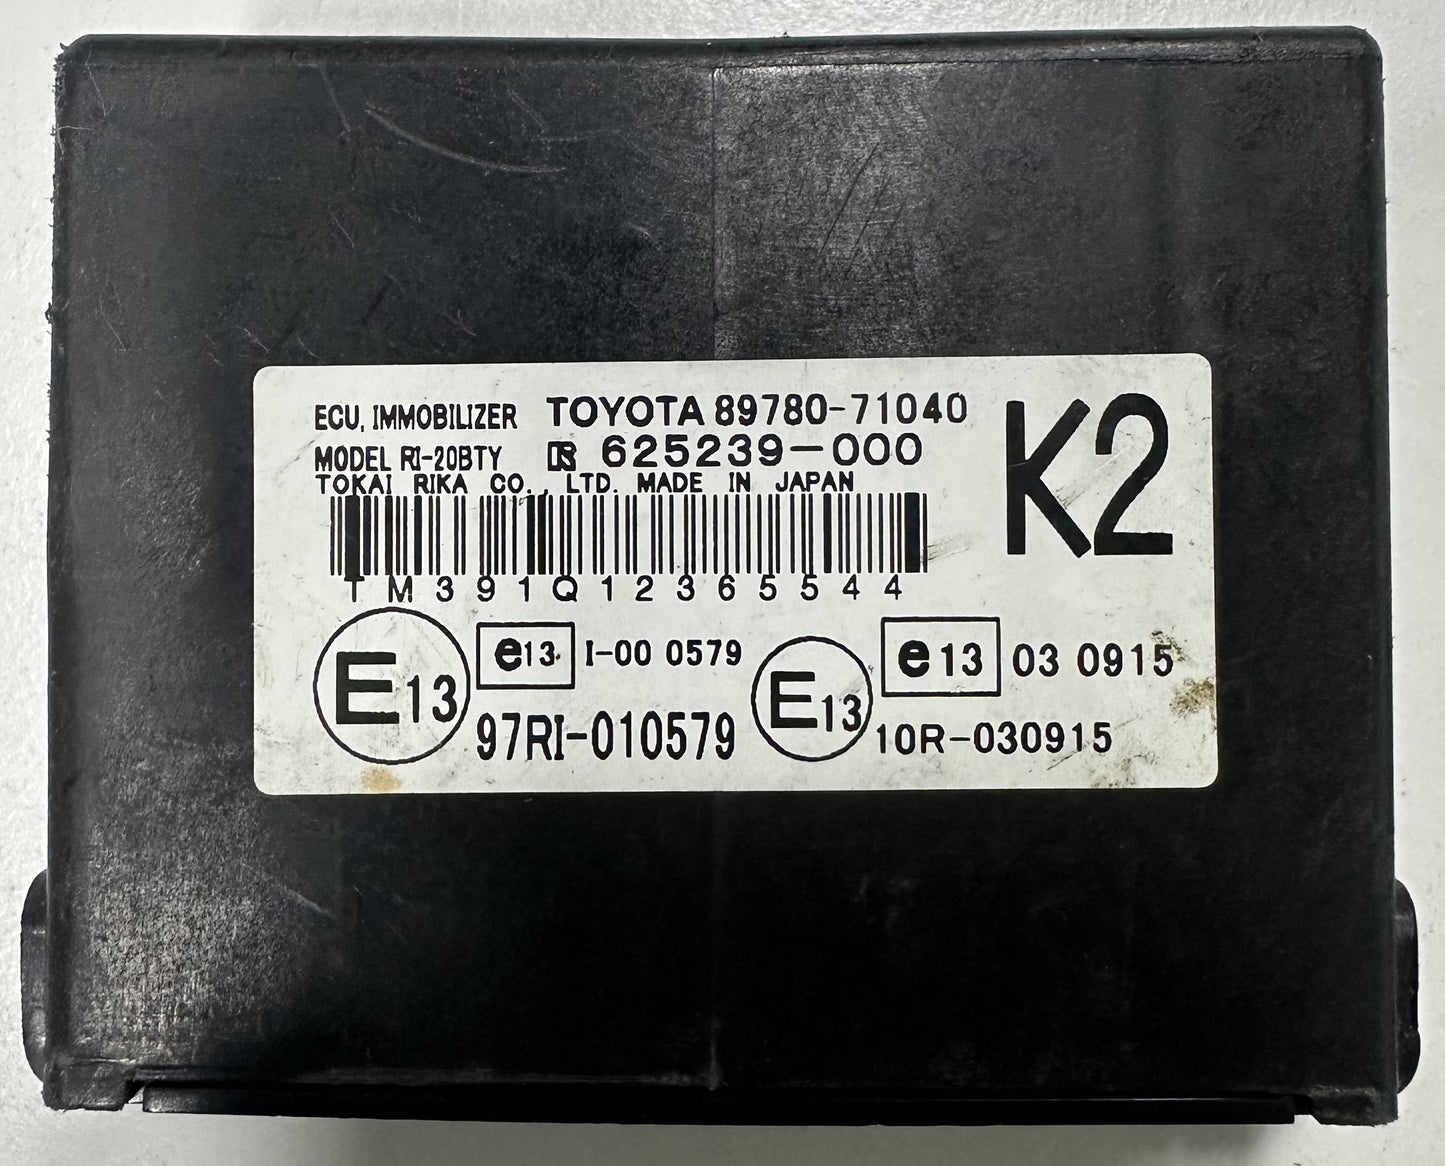 ECU, IMMOBILIZER TOYOTA 89780-71040
K2
MODEL RI-20BTY 625239-000
TOKAI RIKA CO., LTD. MADE IN JAPAN
TM391Q12365544
E13 e13 I-00 0579 E13 e13 03 0915
97RI-010579 10R-030915